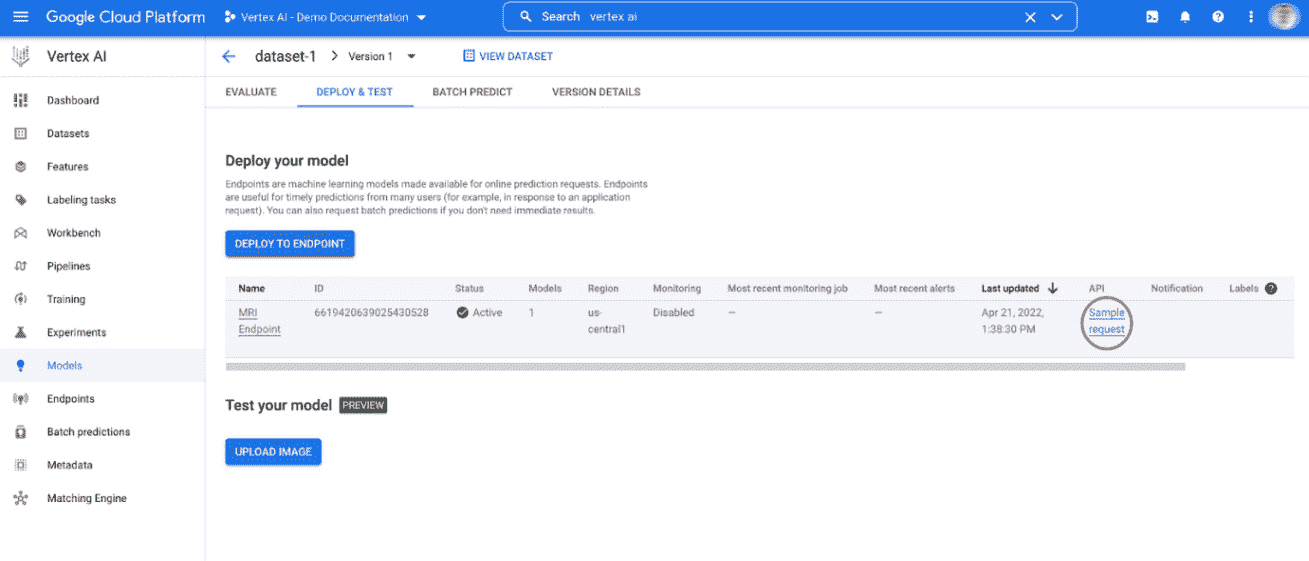 Google Cloud Platform
Vertex AI - Demo Documentation
Search vertex ai
Vertex AI
dataset-1
Version 1
VIEW DATASET
EVALUATE
DEPLOY & TEST
BATCH PREDICT
VERSION DETAILS
Dashboard
Datasets
Features
Labeling tasks
Workbench
Pipelines
Training
Experiments
Models
Endpoints
Batch predictions
Metadata
Matching Engine
Deploy your model
Endpoints are machine learning models made available for online prediction requests. Endpoints
are useful for timely predictions from many users (for example, in response to an application
request). You can also request batch predictions if you don't need immediate results.
DEPLOY TO ENDPOINT
Name ID Status Models Region Monitoring Most recent monitoring job Most recent alerts Last updated API Notification Labels
MRI 6619420639025430528 Active 1 us- Disabled – – Apr 21, 2022, Sample
Endpoint central1 1:38:30 PM request
Test your model PREVIEW
UPLOAD IMAGE